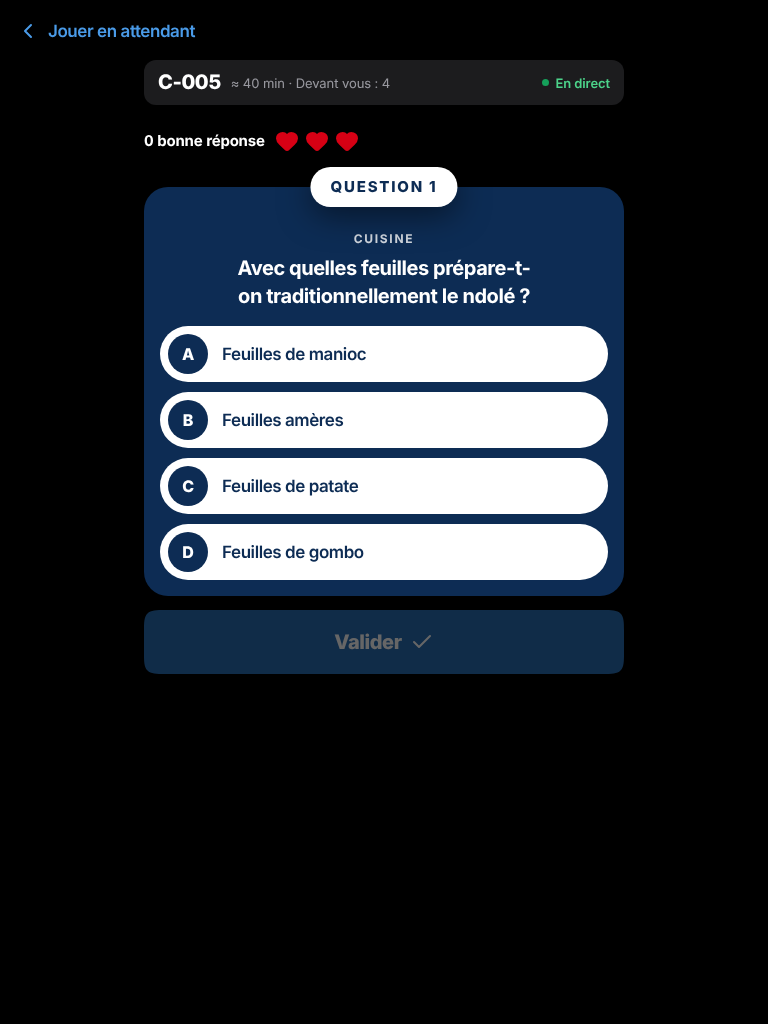 Jouer en attendant
C-005 ≈ 40 min · Devant vous : 4 En direct
0 bonne réponse
QUESTION 1
CUISINE
Avec quelles feuilles prépare-t-
on traditionnellement le ndolé ?
A Feuilles de manioc
B Feuilles amères
C Feuilles de patate
D Feuilles de gombo
Valider